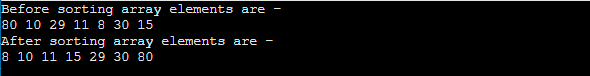 Before sorting array elements are -
80 10 29 11 8 30 15
After sorting array elements are -
8 10 11 15 29 30 80